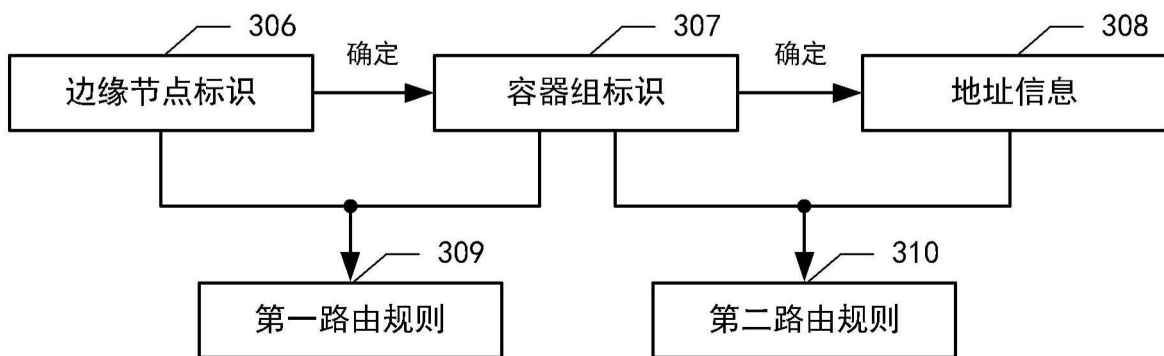 306
307
308
边缘节点标识
确定
容器组标识
确定
地址信息
309
310
第一路由规则
第二路由规则